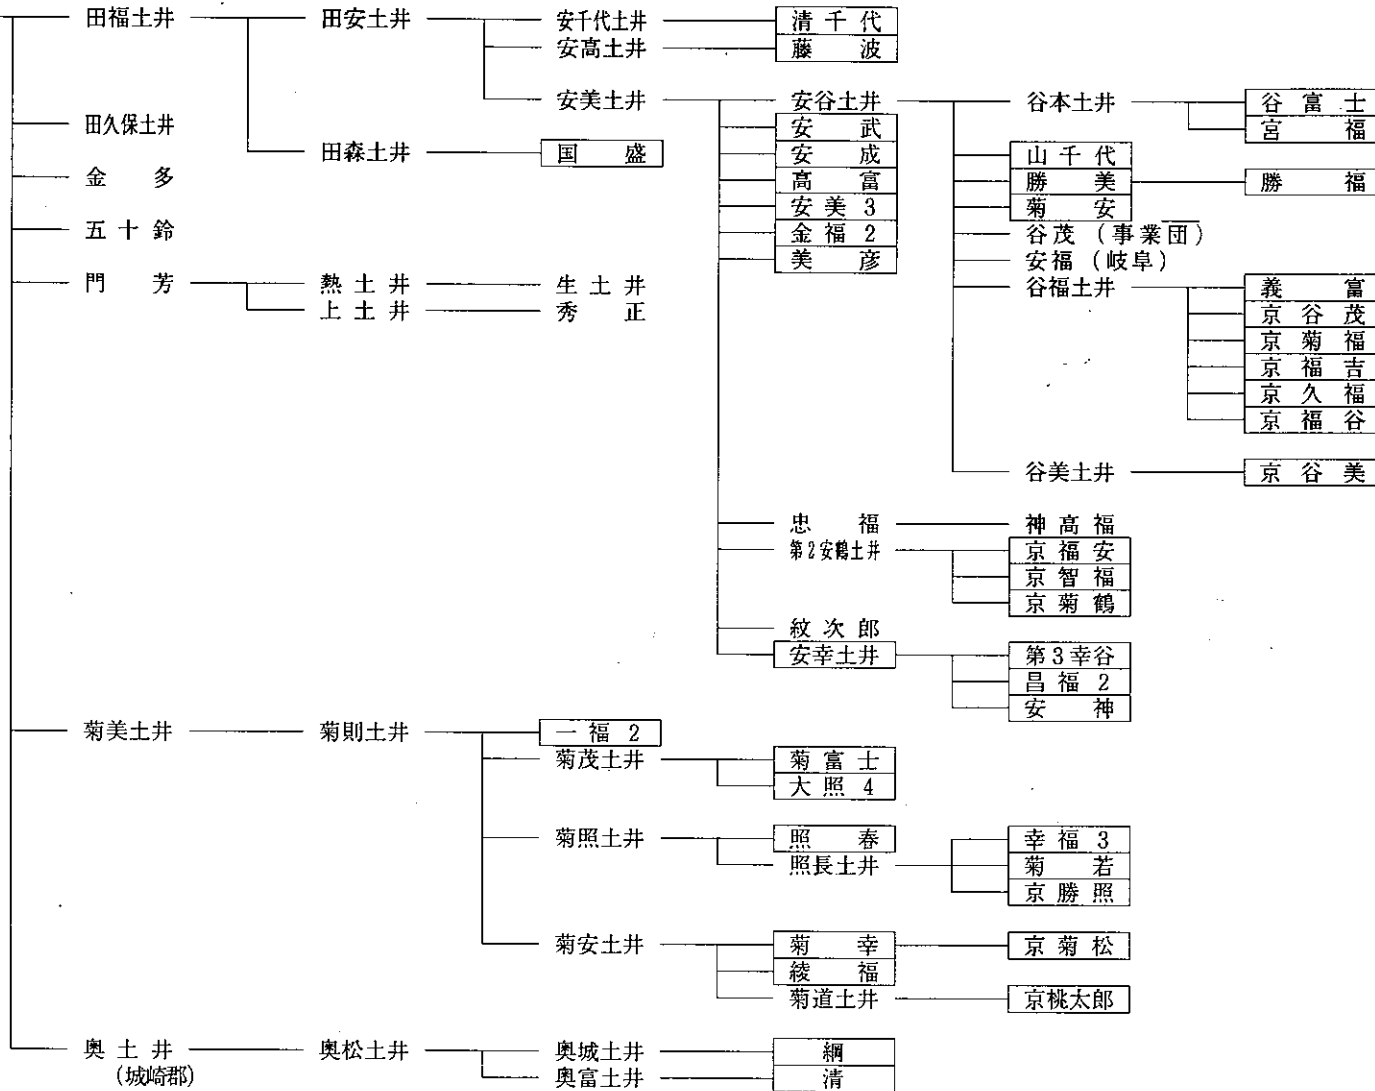 田福土井 田安土井 安千代土井 清千代
安高土井 藤波
安美土井 安谷土井 谷本土井 谷富士
田久保土井 安武 宮福
田森土井 国盛 安成 山千代
金多 高富 勝美 勝福
安美3 菊安
五十鈴 金福2 谷茂(事業団)
美彦 安福(岐阜)
門芳 熱土井 生土井 谷福土井 義富
上土井 秀正 京谷茂
京菊福
京福吉
京久福
京福谷
谷美土井 京谷美
忠福 神高福
第2安鶴土井 京福安
京智福
京菊鶴
紋次郎
安幸土井 第3幸谷
昌福2
安神
菊美土井 菊則土井 一福2
菊茂土井 菊富士
大照4
菊照土井 照春 幸福3
照長土井 菊若
京勝照
菊安土井 菊幸 京菊松
綾福
菊道土井 京桃太郎
奥土井 奥松土井 奥城土井 綱
(城崎郡) 奥富土井 清